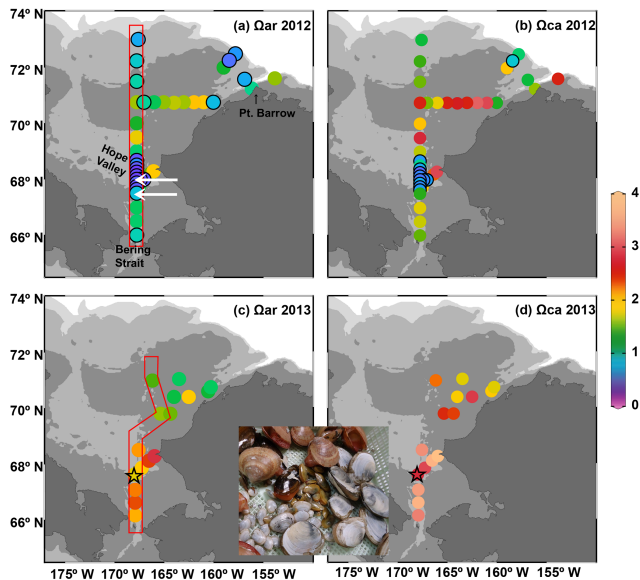 (a) Ωar 2012
(b) Ωca 2012
74° N
72° N
70° N
68° N
66° N
Pt. Barrow
Hope
Valley
Bering
Strait
4
3
2
1
0
(c) Ωar 2013
(d) Ωca 2013
74° N
72° N
70° N
68° N
66° N
175° W 170° W 165° W 160° W 155° W
175° W 170° W 165° W 160° W 155° W